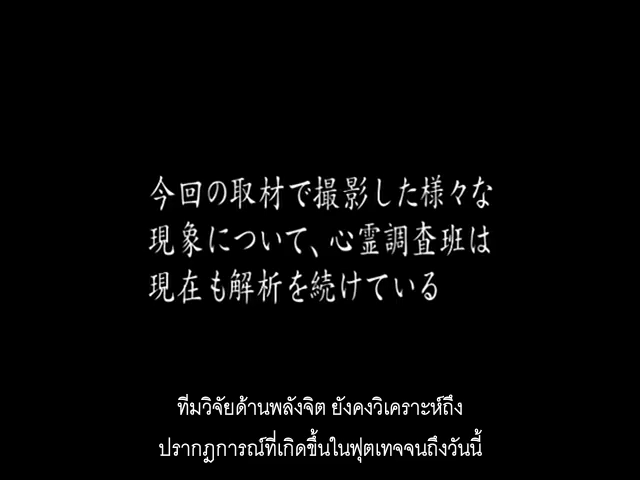 今回の取材で撮影した様々な
現象について、心霊調査班は
現在も解析を続けている
ทีมวิจัยด้านพลังจิต ยังคงวิเคราะห์ถึง
ปรากฏการณ์ที่เกิดขึ้นในฟุตเทจจนถึงวันนี้